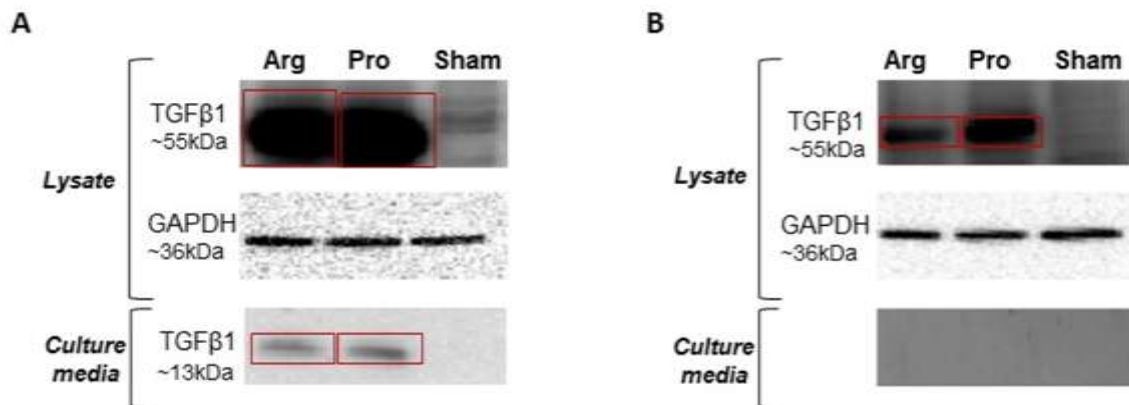 A
Arg Pro Sham
TGFβ1
~55kDa
Lysate
GAPDH
~36kDa
Culture
media
TGFβ1
~13kDa
B
Arg Pro Sham
TGFβ1
~55kDa
Lysate
GAPDH
~36kDa
Culture
media